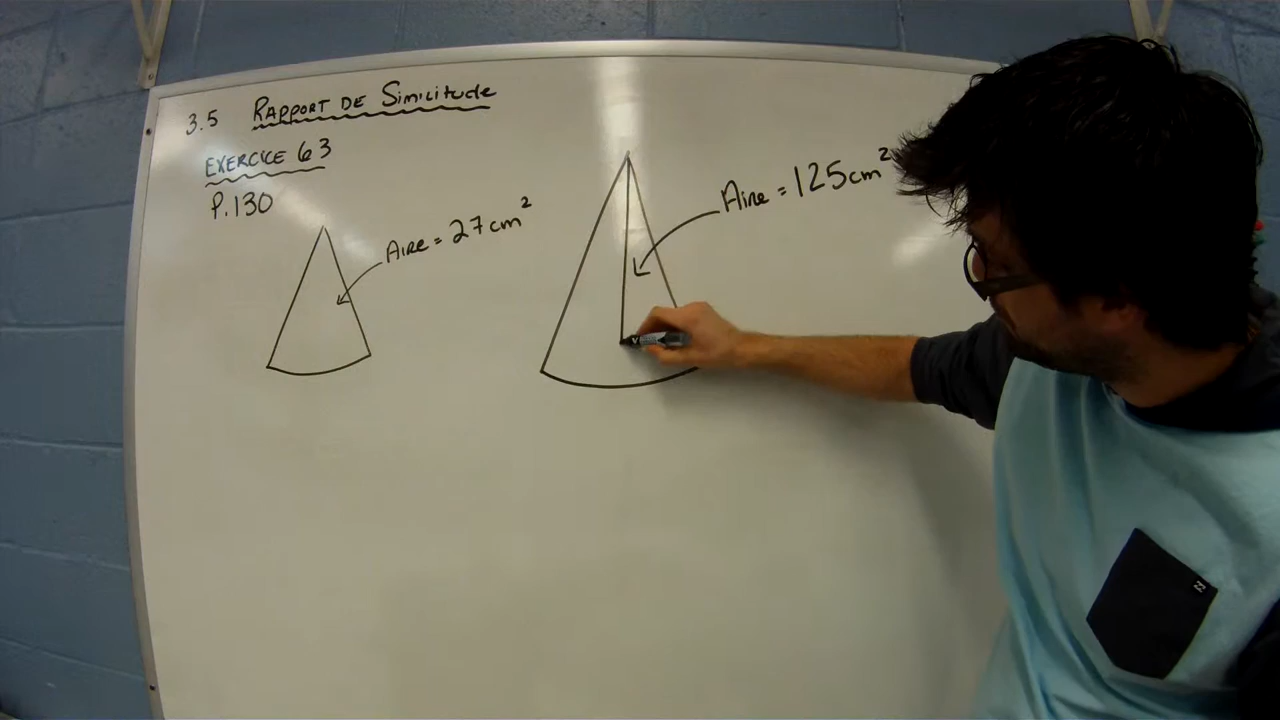 3.5 RAPPORT DE Similitude
EXERCICE 63
P.130
Aire = 27 cm²
Aire = 125 cm²